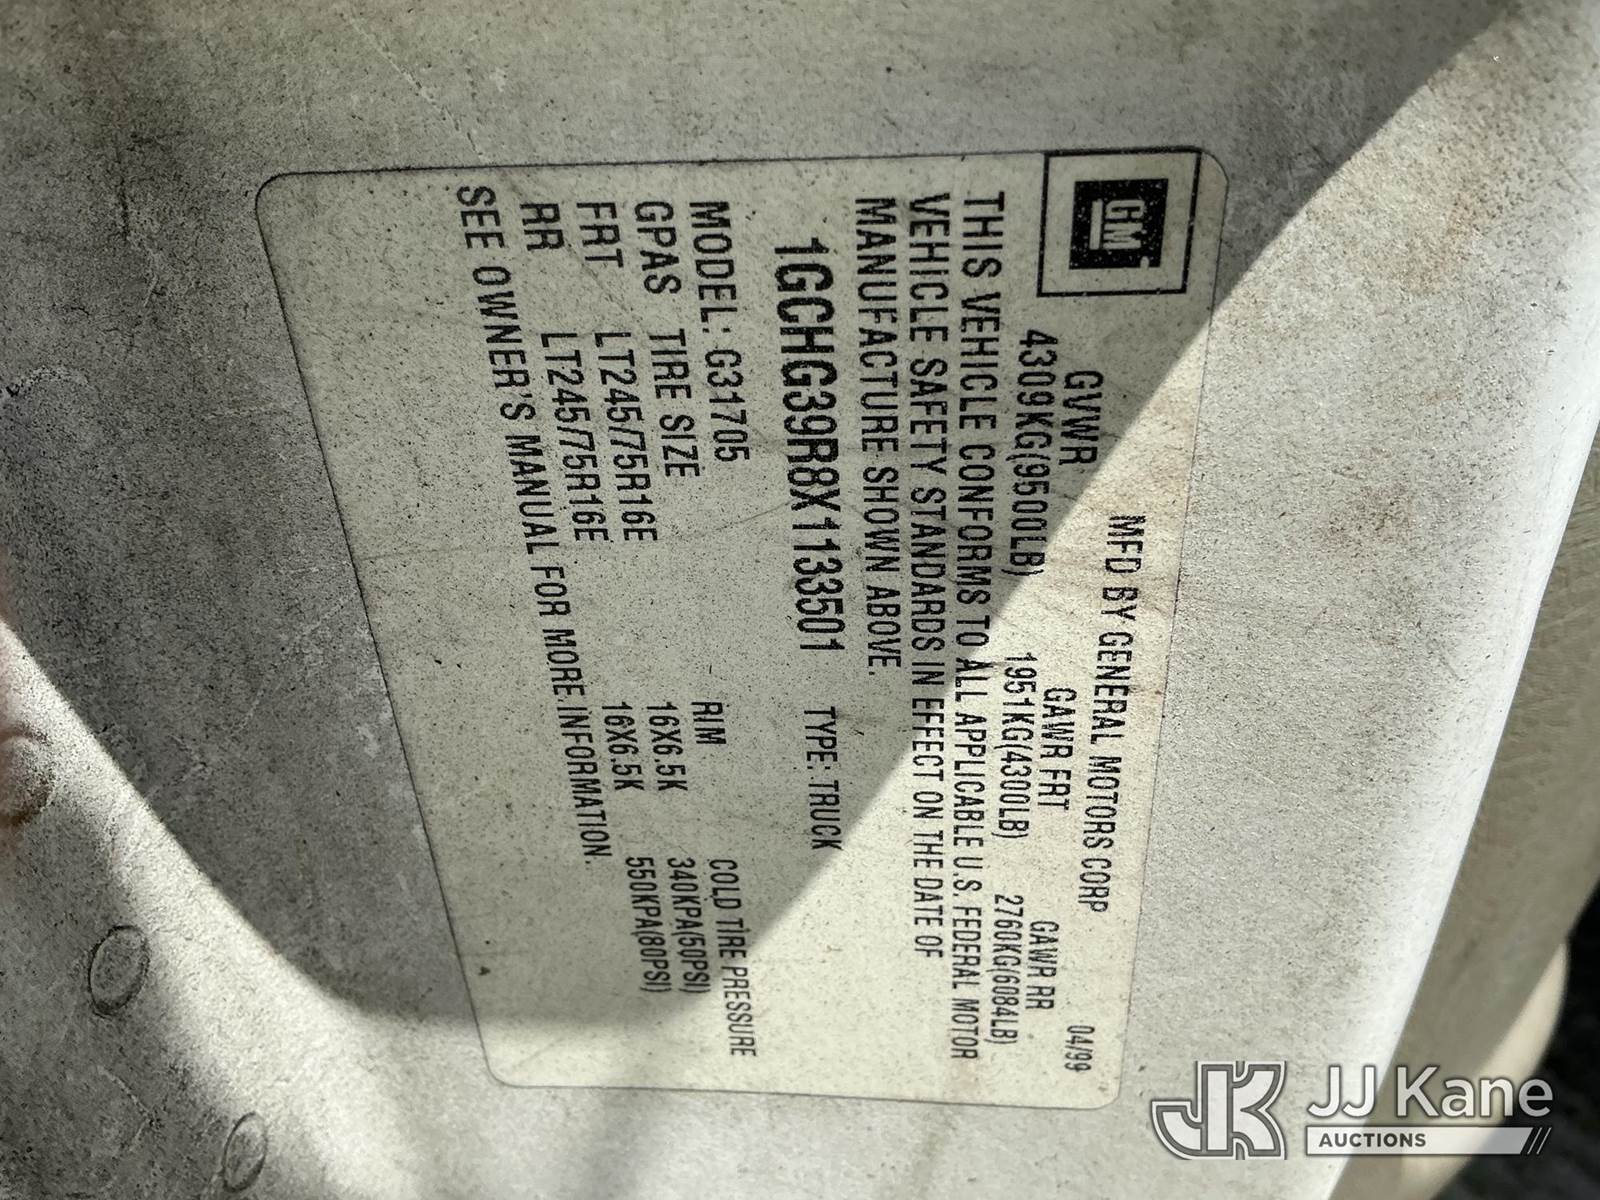 GM
MFD BY GENERAL MOTORS CORP 04/99
GVWR GAWR FRT GAWR RR
4309KG(9500LB) 1951KG(4300LB) 2760KG(6084LB)
THIS VEHICLE CONFORMS TO ALL APPLICABLE U.S. FEDERAL MOTOR
VEHICLE SAFETY STANDARDS IN EFFECT ON THE DATE OF
MANUFACTURE SHOWN ABOVE.
1GCHG39R8X1133501 TYPE: TRUCK
MODEL: G31705
GPAS TIRE SIZE RIM COLD TIRE PRESSURE
FRT LT245/75R16E 16X6.5K 340KPA(50PSI)
RR LT245/75R16E 16X6.5K 550KPA(80PSI)
SEE OWNER'S MANUAL FOR MORE INFORMATION.
JK JJ Kane
AUCTIONS